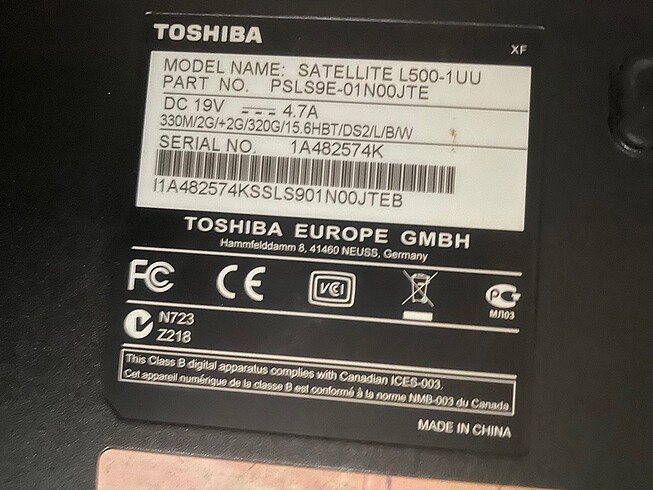 TOSHIBA
XF
MODEL NAME: SATELLITE L500-1UU
PART NO. PSLS9E-01N00JTE
DC 19V 4.7A
330M/2G/+2G/320G/15.6HBT/DS2/L/B/W
SERIAL NO. 1A482574K
I1A482574KSSLS901N00JTEB
TOSHIBA EUROPE GMBH
Hammfelddamm 8, 41460 NEUSS, Germany
FC CE VCI PC
МЛ03
N723
Z218
This Class B digital apparatus complies with Canadian ICES-003.
Cet appareil numérique de la classe B est conformé à la norme NMB-003 du Canada
MADE IN CHINA